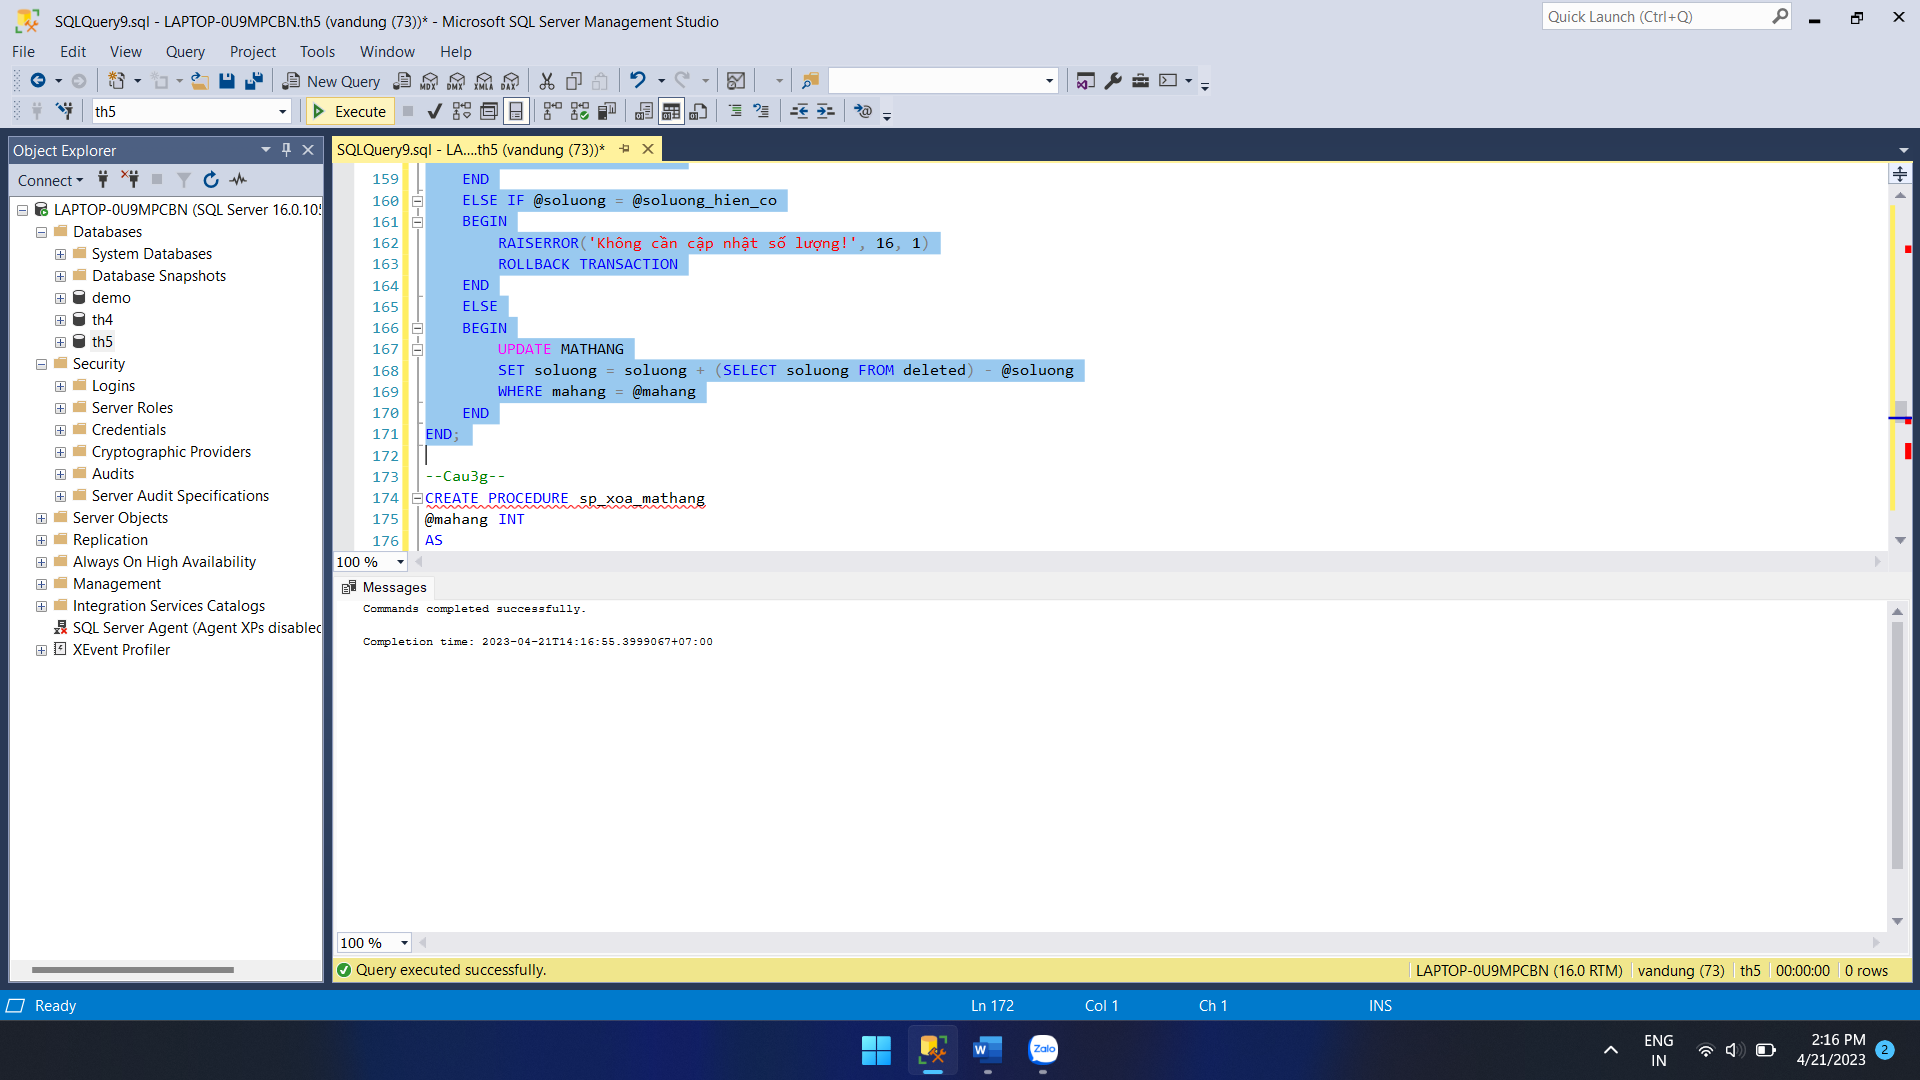 SQLQuery9.sql - LAPTOP-0U9MPCBN.th5 (vandung (73))* - Microsoft SQL Server Management Studio
Quick Launch (Ctrl+Q)
File Edit View Query Project Tools Window Help
New Query MDX DMX XMLA DAX
th5 Execute
Object Explorer
Connect
LAPTOP-0U9MPCBN (SQL Server 16.0.105
Databases
System Databases
Database Snapshots
demo
th4
th5
Security
Logins
Server Roles
Credentials
Cryptographic Providers
Audits
Server Audit Specifications
Server Objects
Replication
Always On High Availability
Management
Integration Services Catalogs
SQL Server Agent (Agent XPs disabled
XEvent Profiler
SQLQuery9.sql - LA....th5 (vandung (73))*
159 END
160 ELSE IF @soluong = @soluong_hien_co
161 BEGIN
162 RAISERROR('Không cần cập nhật số lượng!', 16, 1)
163 ROLLBACK TRANSACTION
164 END
165 ELSE
166 BEGIN
167 UPDATE MATHANG
168 SET soluong = soluong + (SELECT soluong FROM deleted) - @soluong
169 WHERE mahang = @mahang
170 END
171 END;
172
173 --Cau3g--
174 CREATE PROCEDURE sp_xoa_mathang
175 @mahang INT
176 AS
100 %
Messages
Commands completed successfully.
Completion time: 2023-04-21T14:16:55.3999067+07:00
100 %
Query executed successfully.
LAPTOP-0U9MPCBN (16.0 RTM) vandung (73) th5 00:00:00 0 rows
Ready Ln 172 Col 1 Ch 1 INS
Zalo
ENG
IN
2:16 PM
4/21/2023
2